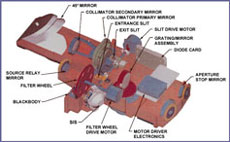 45° MIRROR
COLLIMATOR SECONDARY MIRROR
COLLIMATOR PRIMARY MIRROR
ENTRANCE SLIT
EXIT SLIT
SLIT DRIVE MOTOR
GRATING/MIRROR
ASSEMBLY
DIODE CARD
SOURCE RELAY
MIRROR
FILTER WHEEL
BLACKBODY
SIS
FILTER WHEEL
DRIVE MOTOR
MOTOR DRIVER
ELECTRONICS
APERTURE
STOP MIRROR